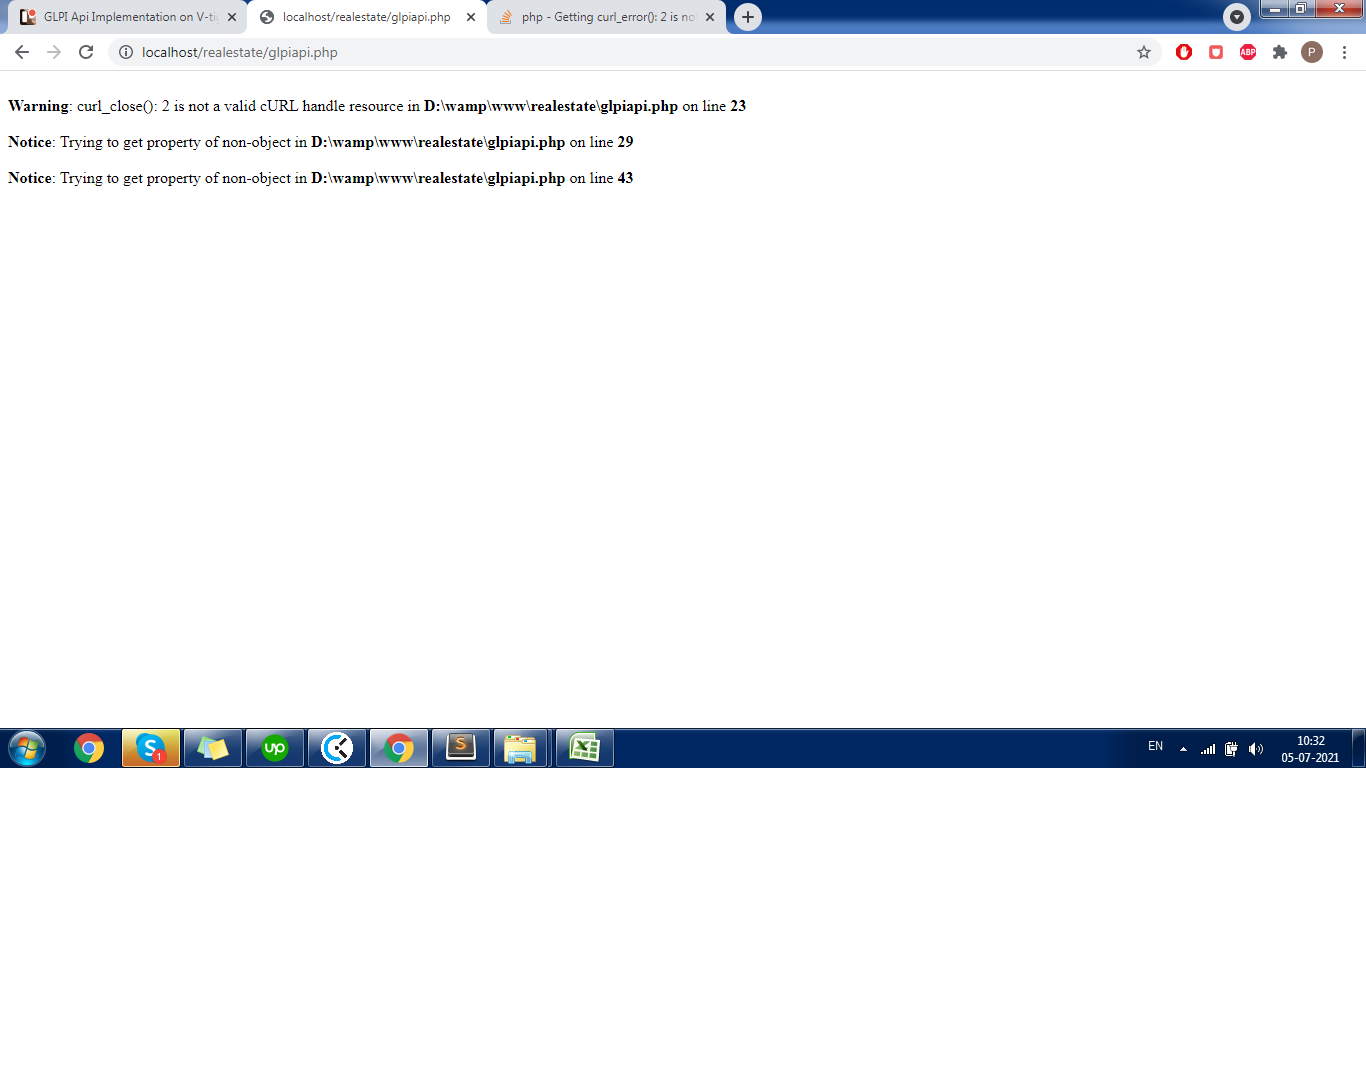 GLPI Api Implementation on V-ti
localhost/realestate/glpiapi.php
php - Getting curl_error(): 2 is no
localhost/realestate/glpiapi.php
ABP
P
Warning: curl_close(): 2 is not a valid cURL handle resource in D:\wamp\www\realestate\glpiapi.php on line 23
Notice: Trying to get property of non-object in D:\wamp\www\realestate\glpiapi.php on line 29
Notice: Trying to get property of non-object in D:\wamp\www\realestate\glpiapi.php on line 43
S
1
up
S
X
EN
10:32
05-07-2021